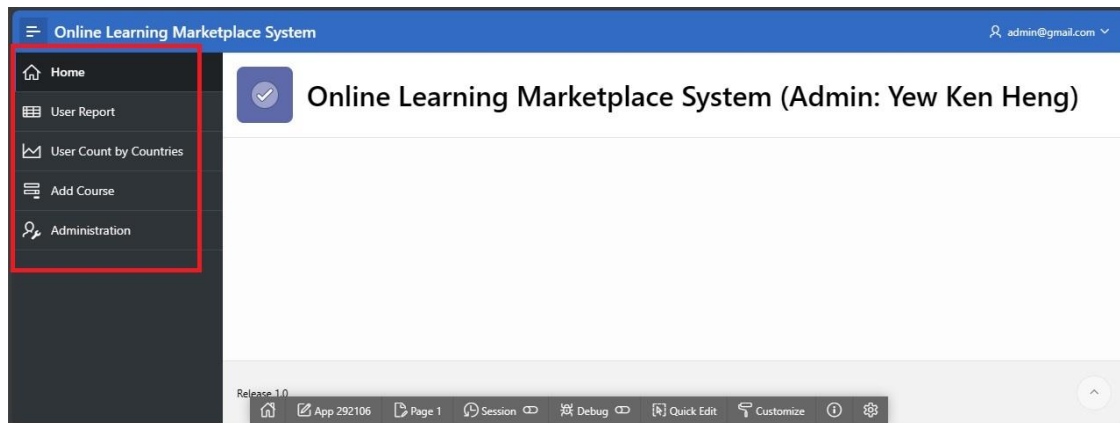 Online Learning Marketplace System
admin@gmail.com
Home
User Report
User Count by Countries
Add Course
Administration
Online Learning Marketplace System (Admin: Yew Ken Heng)
Release 1.0
App 292106 Page 1 Session Debug Quick Edit Customize